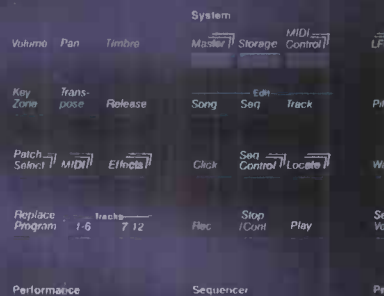 System
MIDI
Volume Pan Timbre Master Storage Control LF
Key Trans- Edit
Zone pose Release Song Seq Track
Patch Seq
Select MIDI Effects Click Control Locate
Replace Tracks Stop
Program 1-6 7-12 Rec /Cont Play
Performance Sequencer